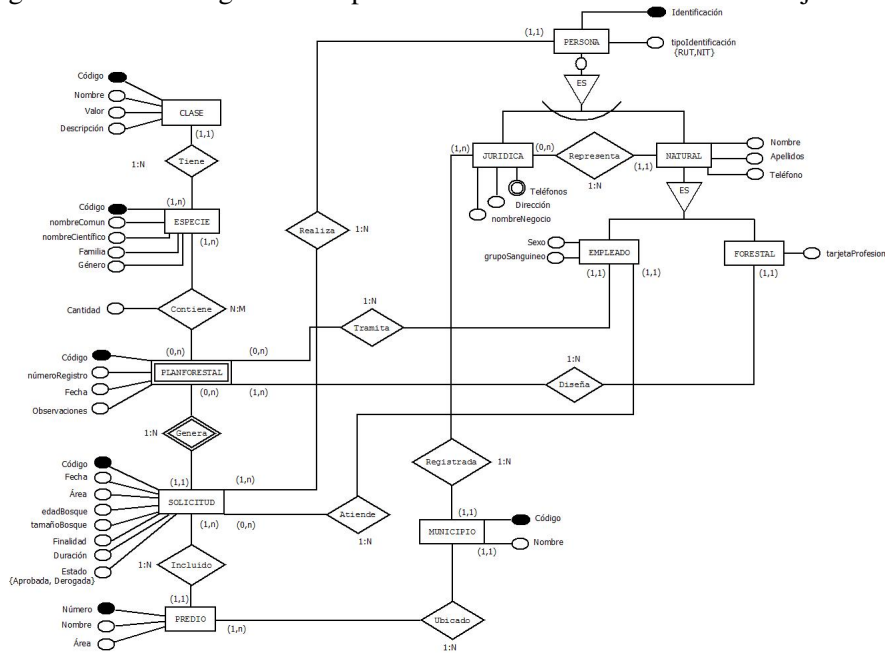 Identificación
(1,1)
PERSONA
tipoIdentificación
{RUT,NIT}
ES
Código
Nombre
Valor
Descripción
CLASE
(1,1)
1:N
Tiene
(1,n)
JURIDICA
(0,n)
Representa
1:N
(1,1)
NATURAL
Nombre
Apellidos
Teléfono
ES
Teléfonos
Dirección
nombreNegocio
(1,n)
Código
nombreComun
nombreCientífico
Familia
Género
ESPECIE
(1,n)
Realiza
1:N
Sexo
grupoSanguineo
EMPLEADO
(1,1)
(1,1)
FORESTAL
(1,1)
tarjetaProfesion
Cantidad
Contiene
N:M
1:N
Tramita
(0,n)
(0,n)
Código
númeroRegistro
Fecha
Observaciones
PLANFORESTAL
(0,n)
(1,n)
1:N
Diseña
1:N
Genera
Código
Fecha
Área
edadBosque
tamañoBosque
Finalidad
Duración
Estado
{Aprobada, Derogada}
(1,1)
(1,n)
SOLICITUD
(1,n)
(0,n)
Atiende
1:N
Registrada
1:N
(1,1)
MUNICIPIO
(1,1)
Código
Nombre
1:N
Incluido
(1,1)
Número
Nombre
Área
PREDIO
(1,n)
Ubicado
1:N